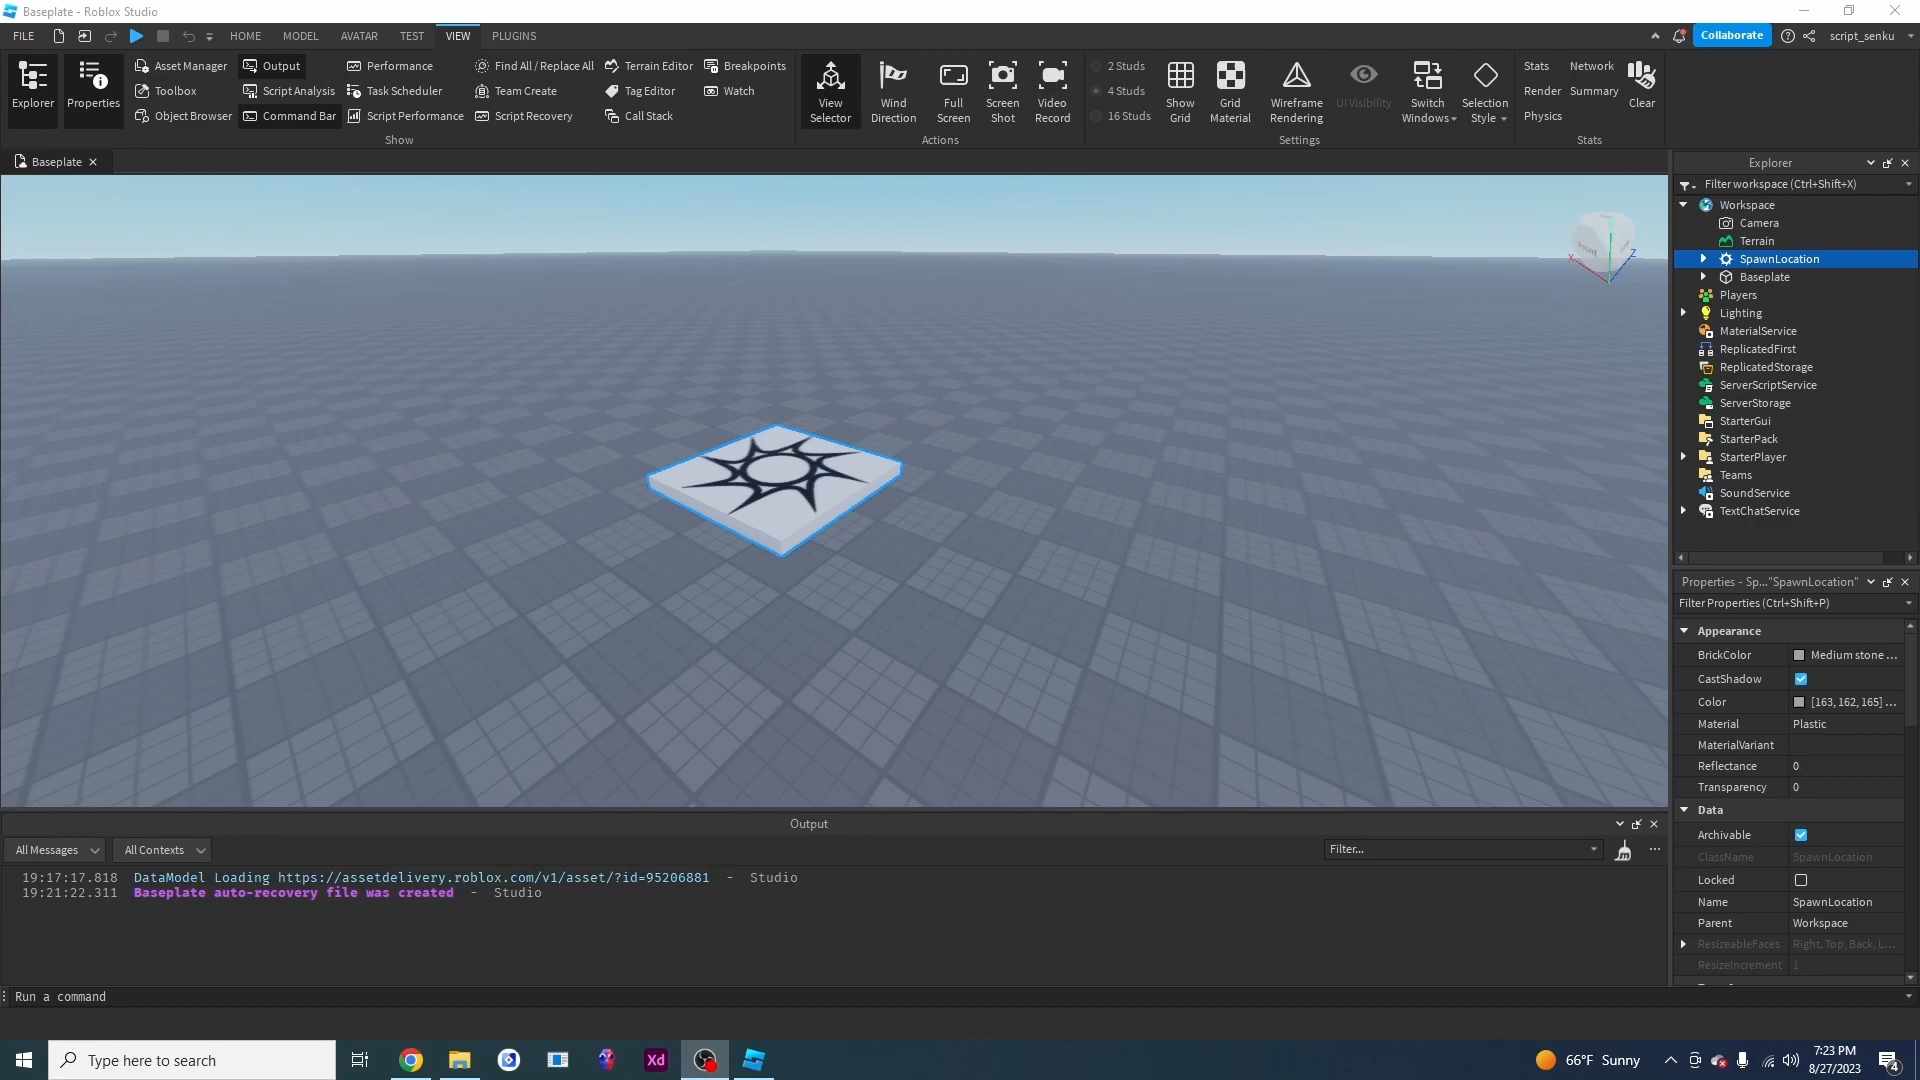 Baseplate - Roblox Studio
FILE HOME MODEL AVATAR TEST VIEW PLUGINS Collaborate script_senku
Explorer
Properties
Asset Manager Output Performance Find All / Replace All Terrain Editor Breakpoints
Toolbox Script Analysis Task Scheduler Team Create Tag Editor Watch
Object Browser Command Bar Script Performance Script Recovery Call Stack
Show
View Selector
Wind Direction
Full Screen
Screen Shot
Video Record
Actions
2 Studs
4 Studs
16 Studs
Show Grid
Grid Material
Wireframe Rendering
UI Visibility
Switch Windows
Selection Style
Settings
Stats Network
Render Summary
Physics
Clear
Stats
Baseplate
Front
X
Z
Explorer
Filter workspace (Ctrl+Shift+X)
Workspace
Camera
Terrain
SpawnLocation
Baseplate
Players
Lighting
MaterialService
ReplicatedFirst
ReplicatedStorage
ServerScriptService
ServerStorage
StarterGui
StarterPack
StarterPlayer
Teams
SoundService
TextChatService
Properties - Sp..."SpawnLocation"
Filter Properties (Ctrl+Shift+P)
Appearance
BrickColor Medium stone ...
CastShadow
Color [163, 162, 165] ...
Material Plastic
MaterialVariant
Reflectance 0
Transparency 0
Data
Archivable
ClassName SpawnLocation
Locked
Name SpawnLocation
Parent Workspace
ResizeableFaces Right, Top, Back, L...
ResizeIncrement 1
Output
All Messages All Contexts Filter...
19:17:17.818 DataModel Loading https://assetdelivery.roblox.com/v1/asset/?id=95206881 - Studio
19:21:22.311 Baseplate auto-recovery file was created - Studio
Run a command
Type here to search
Xd
66°F Sunny
7:23 PM
8/27/2023
4